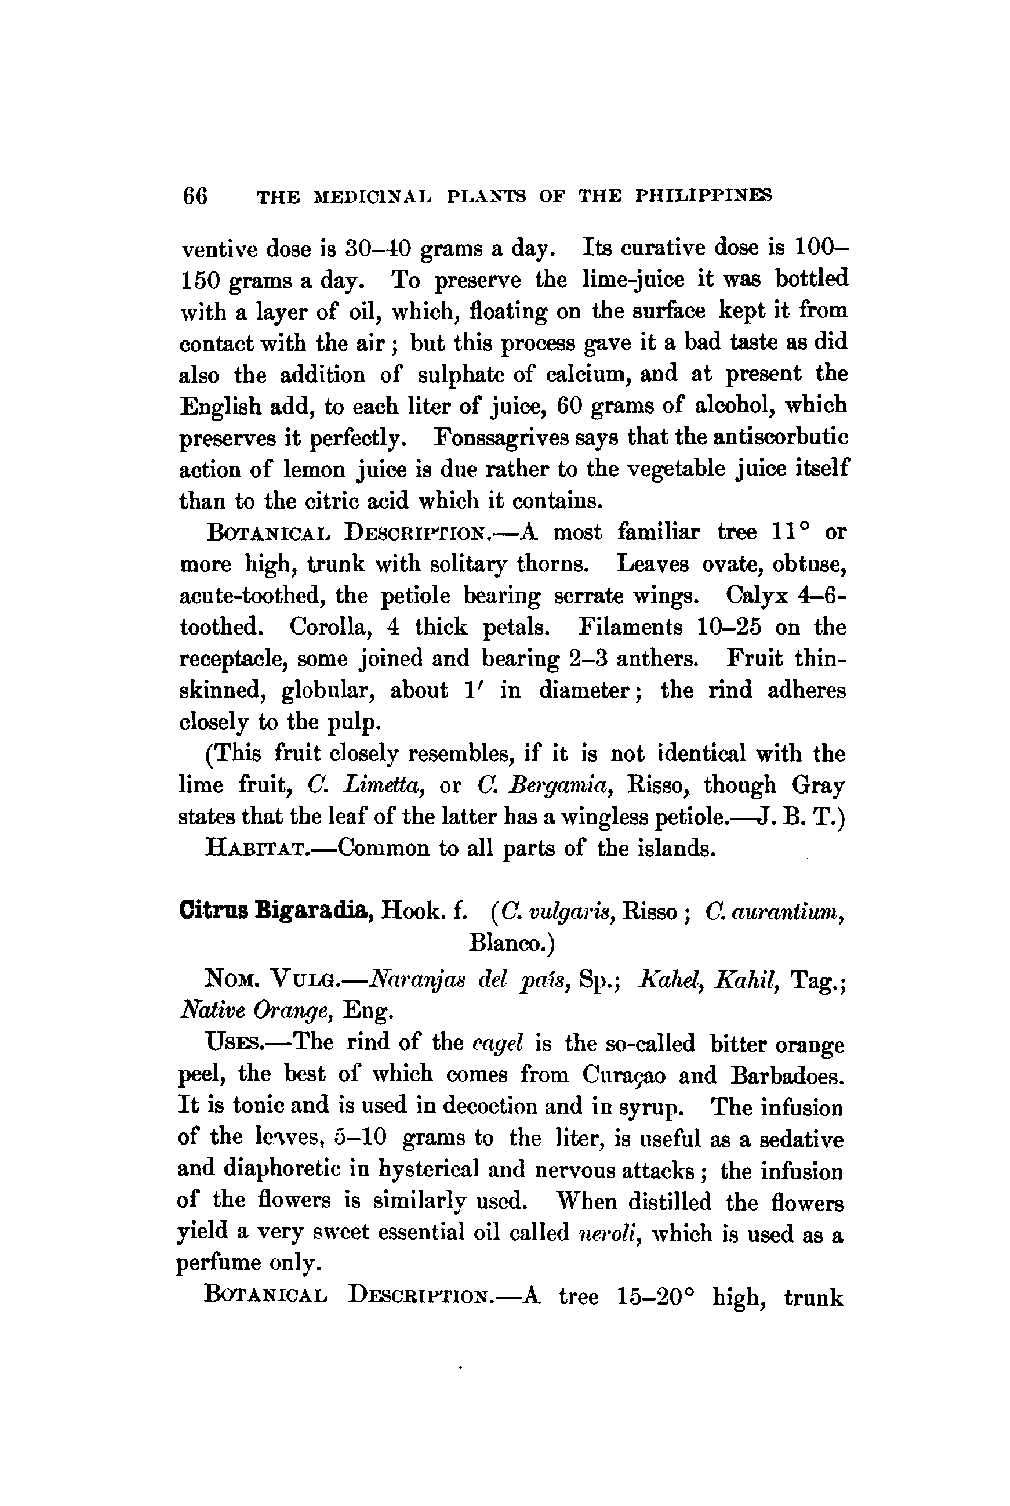 66 THE MEDICINAL PLANTS OF THE PHILIPPINES
ventive dose is 30–40 grams a day. Its curative dose is 100–
150 grams a day. To preserve the lime-juice it was bottled
with a layer of oil, which, floating on the surface kept it from
contact with the air; but this process gave it a bad taste as did
also the addition of sulphate of calcium, and at present the
English add, to each liter of juice, 60 grams of alcohol, which
preserves it perfectly. Fonssagrives says that the antiscorbutic
action of lemon juice is due rather to the vegetable juice itself
than to the citric acid which it contains.
BOTANICAL DESCRIPTION.—A most familiar tree 11° or
more high, trunk with solitary thorns. Leaves ovate, obtuse,
acute-toothed, the petiole bearing serrate wings. Calyx 4–6-
toothed. Corolla, 4 thick petals. Filaments 10–25 on the
receptacle, some joined and bearing 2–3 anthers. Fruit thin-
skinned, globular, about 1′ in diameter; the rind adheres
closely to the pulp.
(This fruit closely resembles, if it is not identical with the
lime fruit, C. Limetta, or C. Bergamia, Risso, though Gray
states that the leaf of the latter has a wingless petiole.—J. B. T.)
HABITAT.—Common to all parts of the islands.
Citrus Bigaradia, Hook. f. (C. vulgaris, Risso; C. aurantium,
Blanco.)
NOM. VULG.—Naranjas del país, Sp.; Kahel, Kahil, Tag.;
Native Orange, Eng.
USES.—The rind of the cagel is the so-called bitter orange
peel, the best of which comes from Curaçao and Barbadoes.
It is tonic and is used in decoction and in syrup. The infusion
of the leaves, 5–10 grams to the liter, is useful as a sedative
and diaphoretic in hysterical and nervous attacks; the infusion
of the flowers is similarly used. When distilled the flowers
yield a very sweet essential oil called neroli, which is used as a
perfume only.
BOTANICAL DESCRIPTION.—A tree 15–20° high, trunk